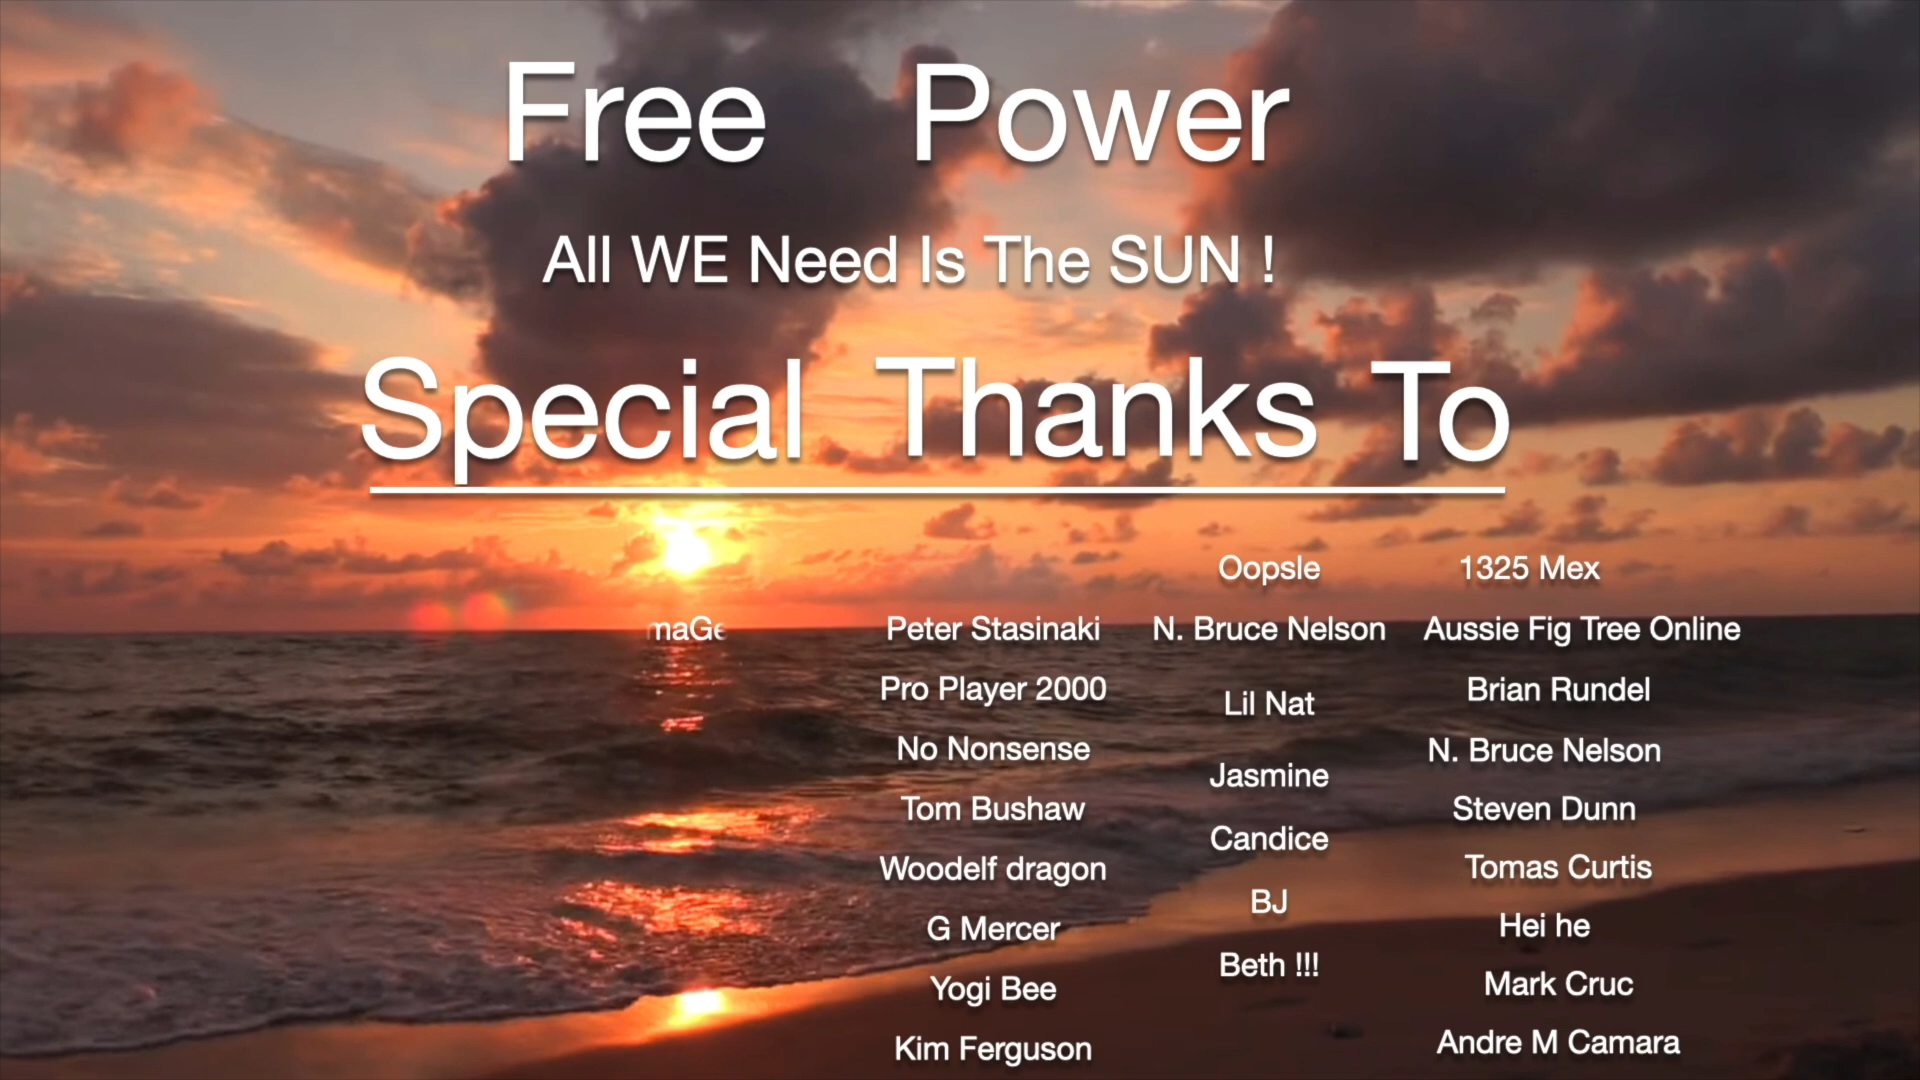 Free Power
All WE Need Is The SUN !
Special Thanks To
maGe
Peter Stasinaki
Pro Player 2000
No Nonsense
Tom Bushaw
Woodelf dragon
G Mercer
Yogi Bee
Kim Ferguson
Oopsle
N. Bruce Nelson
Lil Nat
Jasmine
Candice
BJ
Beth !!!
1325 Mex
Aussie Fig Tree Online
Brian Rundel
N. Bruce Nelson
Steven Dunn
Tomas Curtis
Hei he
Mark Cruc
Andre M Camara